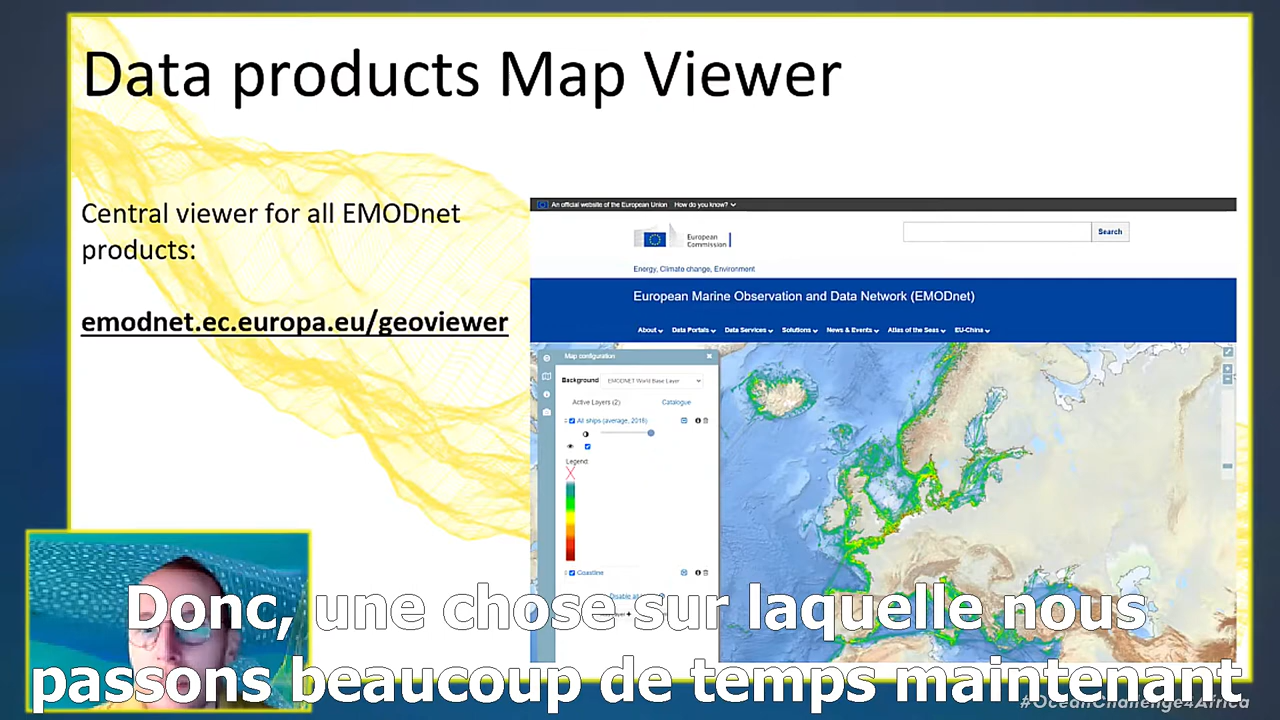 Data products Map Viewer
Central viewer for all EMODnet
products:
emodnet.ec.europa.eu/geoviewer
An official website of the European Union How do you know?
European
Commission
Search
Energy, Climate change, Environment
European Marine Observation and Data Network (EMODnet)
About Data Portals Data Services Solutions News & Events Atlas of the Seas EU-China
Map configuration
Background EMODNET World Base Layer
Active Layers (2) Catalogue
All ships (average, 2018)
Legend:
Coastline
Donc, une chose sur laquelle nous
passons beaucoup de temps maintenant
#OceanChallenge4Africa